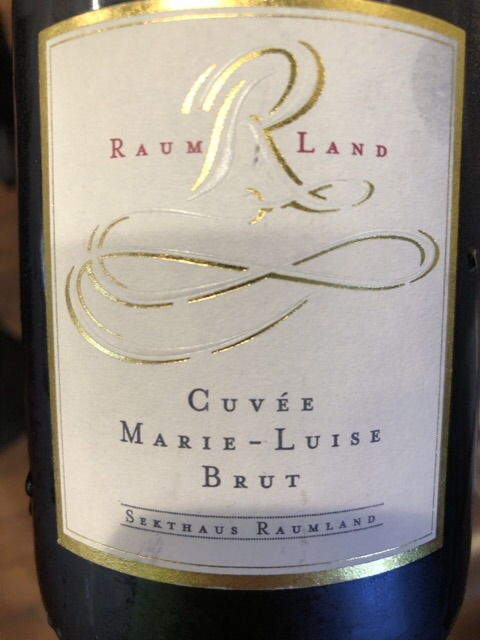 RAUM R LAND
CUVÉE
MARIE-LUISE
BRUT
SEKTHAUS RAUMLAND